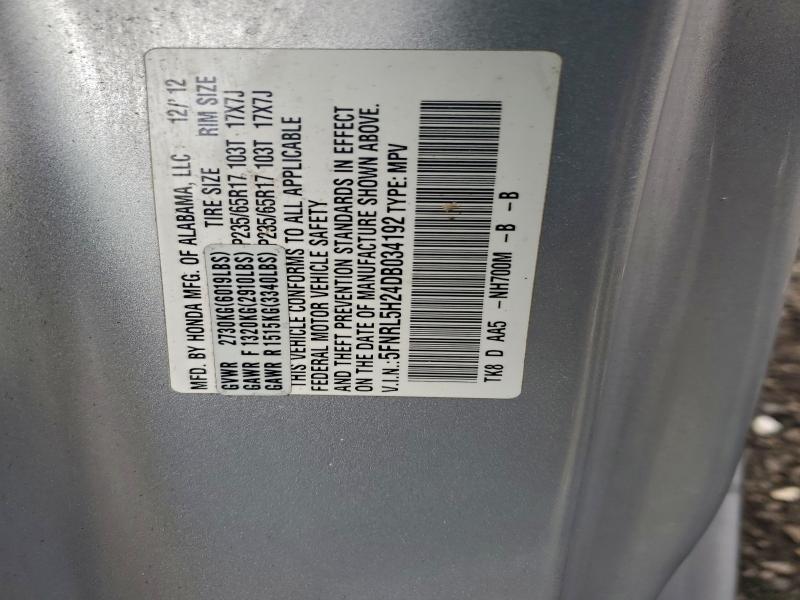 MFD. BY HONDA MFG. OF ALABAMA, LLC 12/'12
TIRE SIZE RIM SIZE
GVWR 2730KG(6019LBS)
GAWR F 1320KG(2910LBS) P235/65R17 103T 17X7J
GAWR R 1515KG(3340LBS) P235/65R17 103T 17X7J
THIS VEHICLE CONFORMS TO ALL APPLICABLE
FEDERAL MOTOR VEHICLE SAFETY
AND THEFT PREVENTION STANDARDS IN EFFECT
ON THE DATE OF MANUFACTURE SHOWN ABOVE.
V.I.N.:5FNRL5H24DB034192 TYPE: MPV
TK8 D AA5 -NH700M -B -B